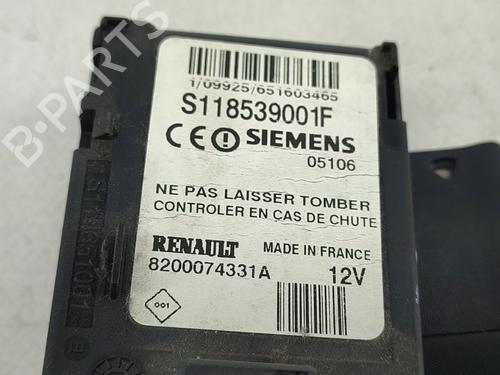 1/09925/651603465
S118539001F
CE SIEMENS
05106
NE PAS LAISSER TOMBER
CONTROLER EN CAS DE CHUTE
RENAULT MADE IN FRANCE
8200074331A 12V
001
B-PARTS